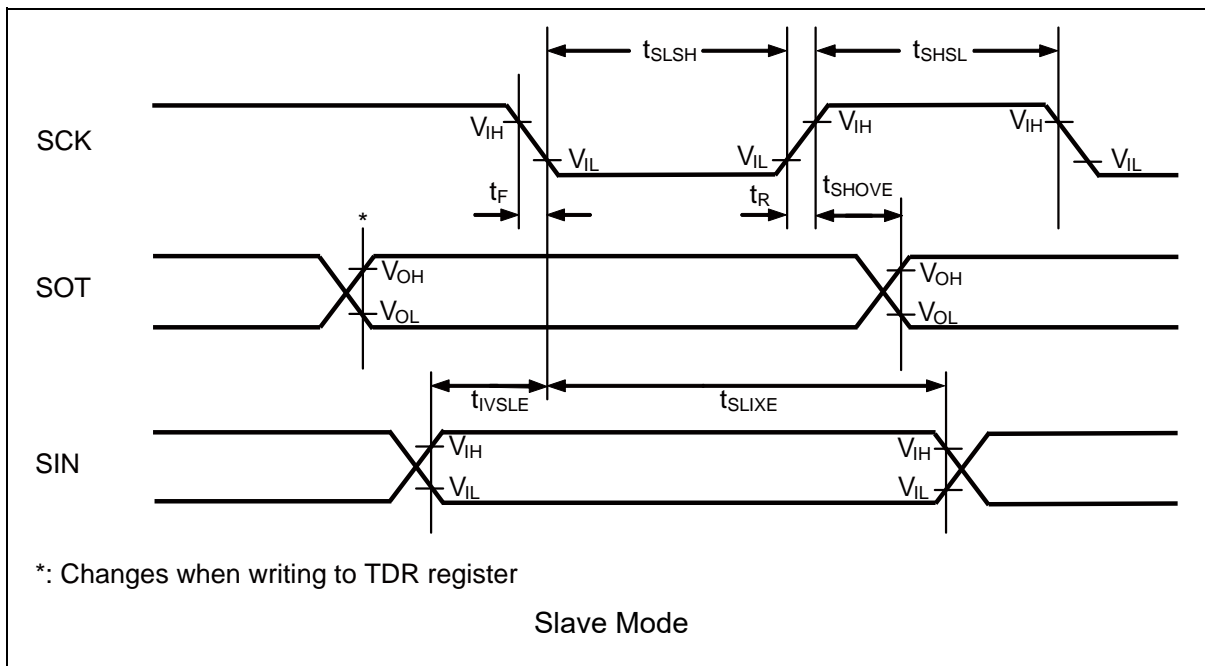 tSLSH tSHSL
SCK VIH VIL VIL VIH VIH VIL
tF tR tSHOVE
*
SOT VOH VOL VOH VOL
tIVSLE tSLIXE
SIN VIH VIL VIH VIL
*: Changes when writing to TDR register
Slave Mode